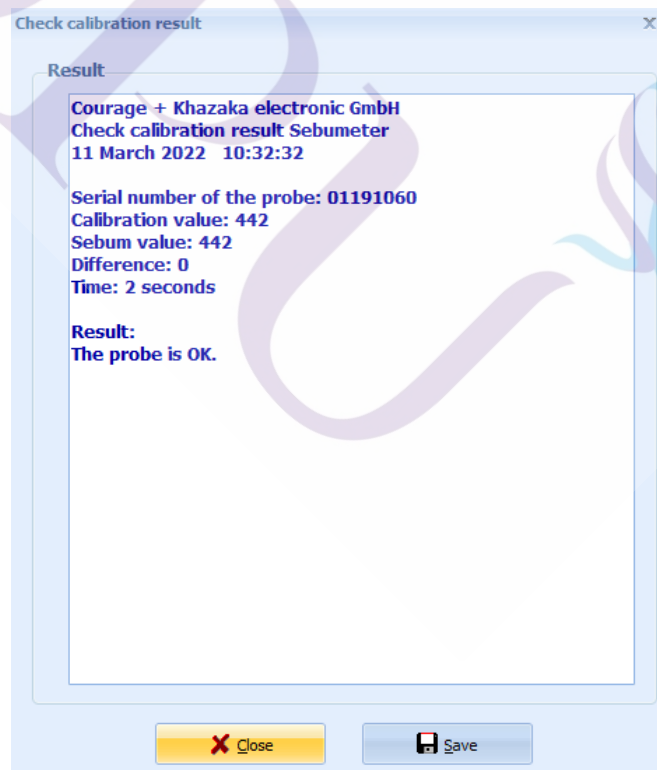 Check calibration result
Result
Courage + Khazaka electronic GmbH
Check calibration result Sebumeter
11 March 2022   10:32:32
Serial number of the probe: 01191060
Calibration value: 442
Sebum value: 442
Difference: 0
Time: 2 seconds
Result:
The probe is OK.
Close
Save